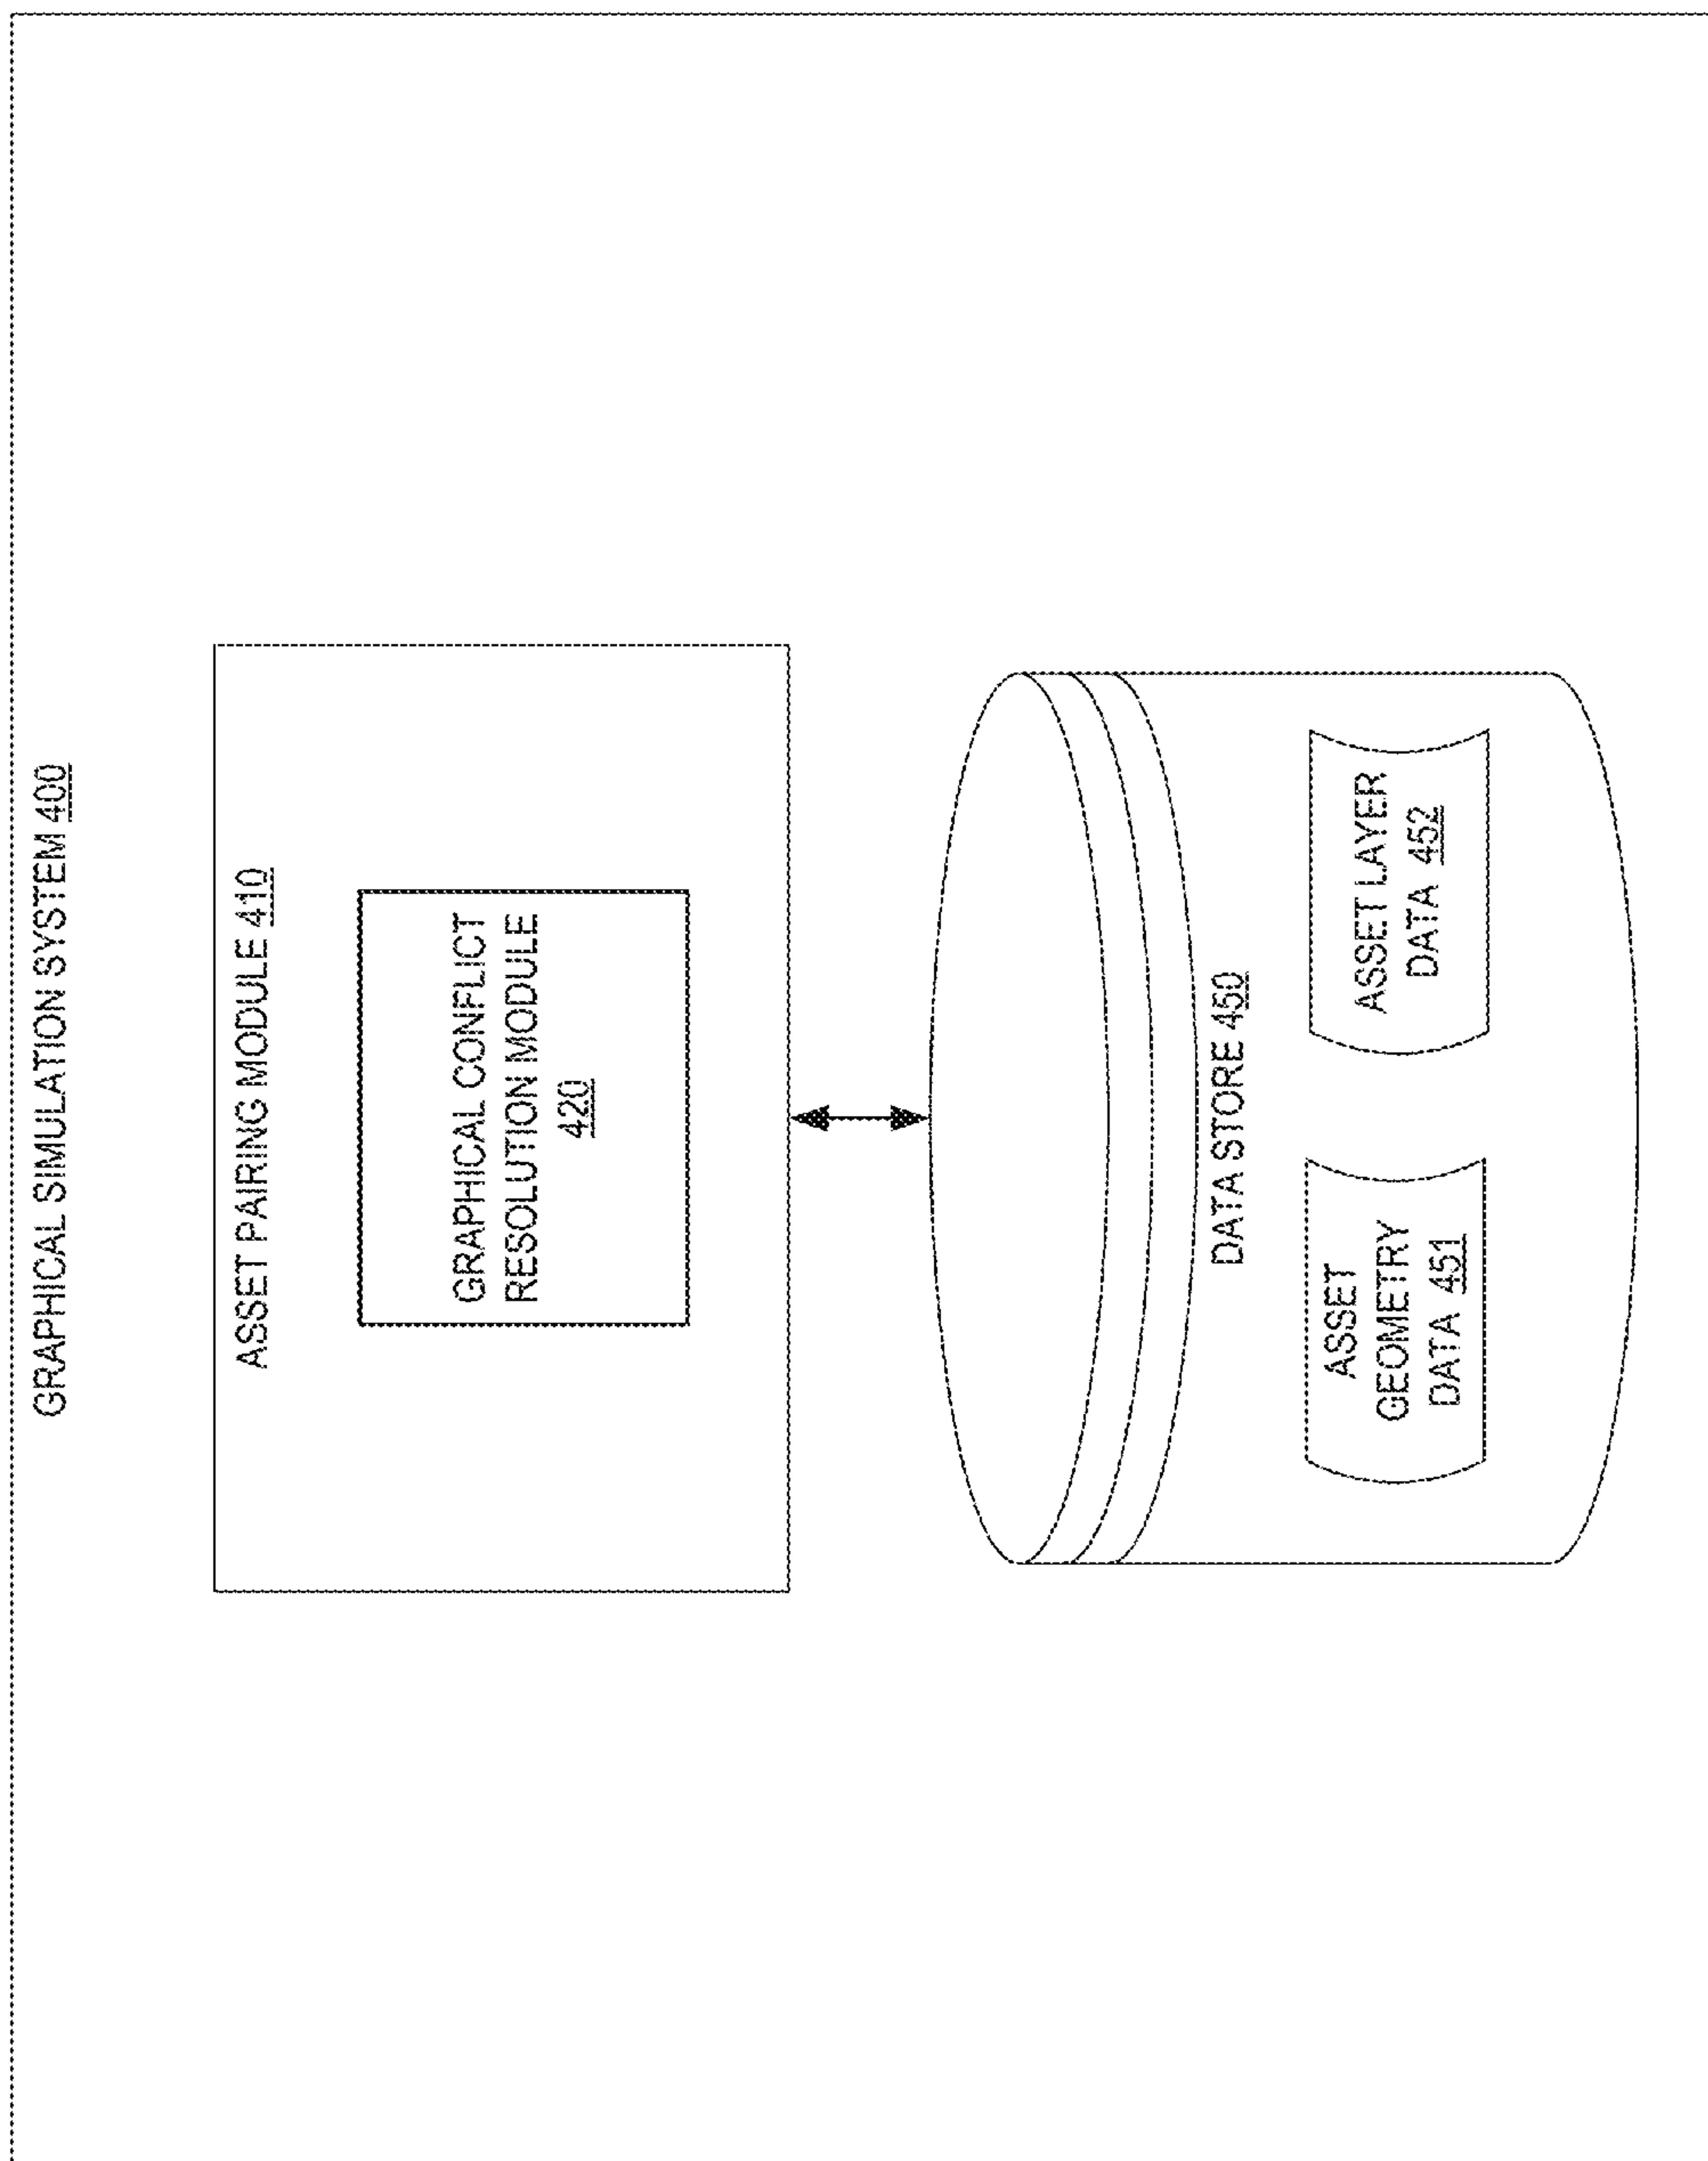 GRAPHICAL SIMULATION SYSTEM 400
ASSET PAIRING MODULE 410
GRAPHICAL CONFLICT
RESOLUTION MODULE
420
DATA STORE 450
ASSET
GEOMETRY
DATA 451
ASSET LAYER
DATA 452